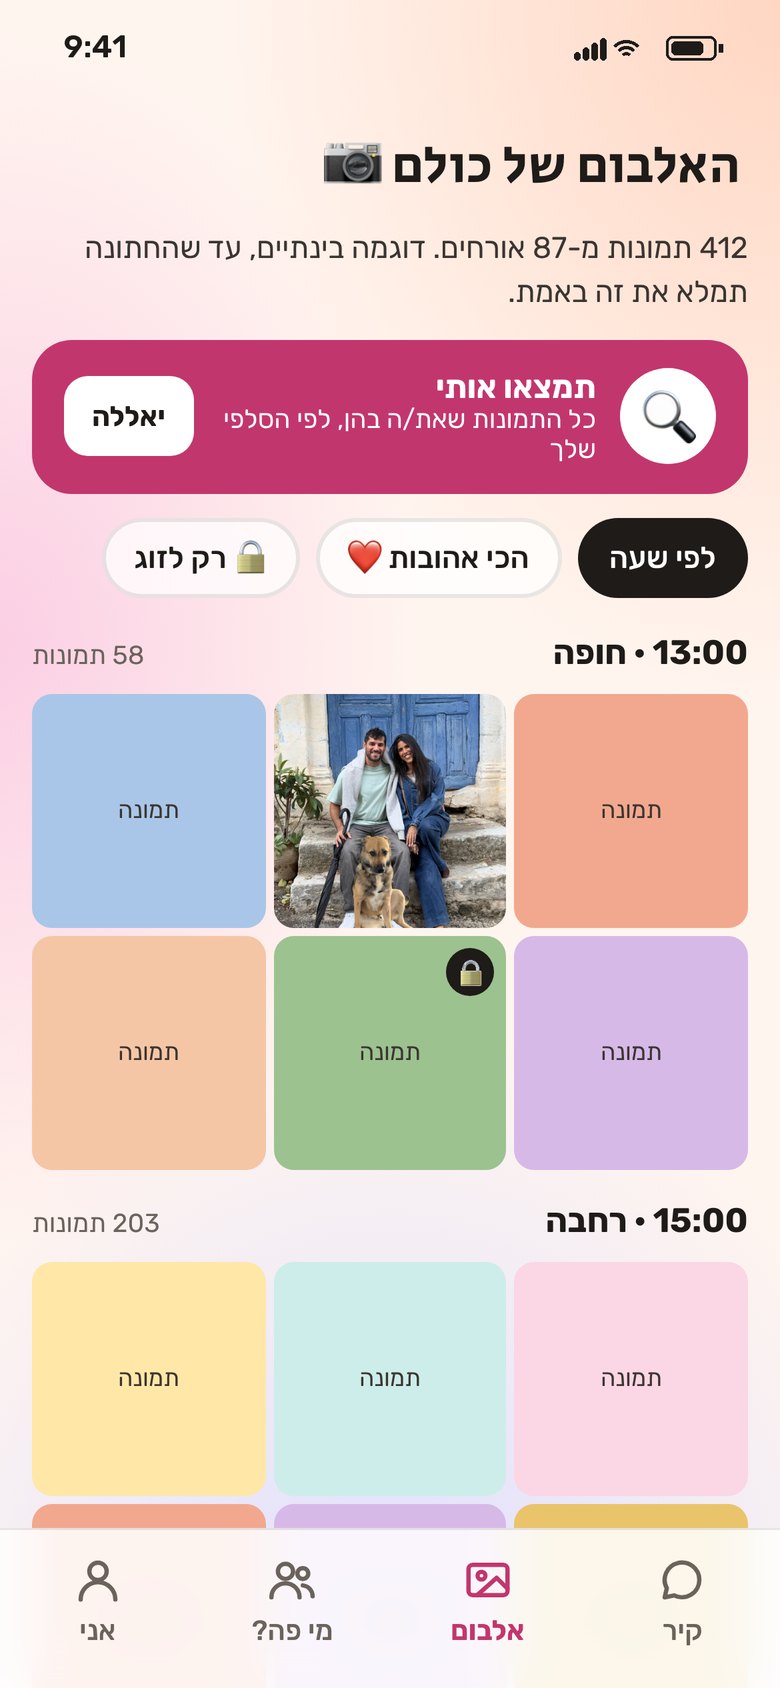 9:41
האלבום של כולם 📷
412 תמונות מ-87 אורחים. דוגמה בינתיים, עד שהחתונה
תמלא את זה באמת.
תמצאו אותי
כל התמונות שאת/ה בהן, לפי הסלפי
שלך
יאללה
לפי שעה
הכי אהובות ❤️
🔒 רק לזוג
13:00 • חופה
58 תמונות
תמונה
תמונה
תמונה
תמונה
תמונה
15:00 • רחבה
203 תמונות
תמונה
תמונה
תמונה
קיר
אלבום
מי פה?
אני